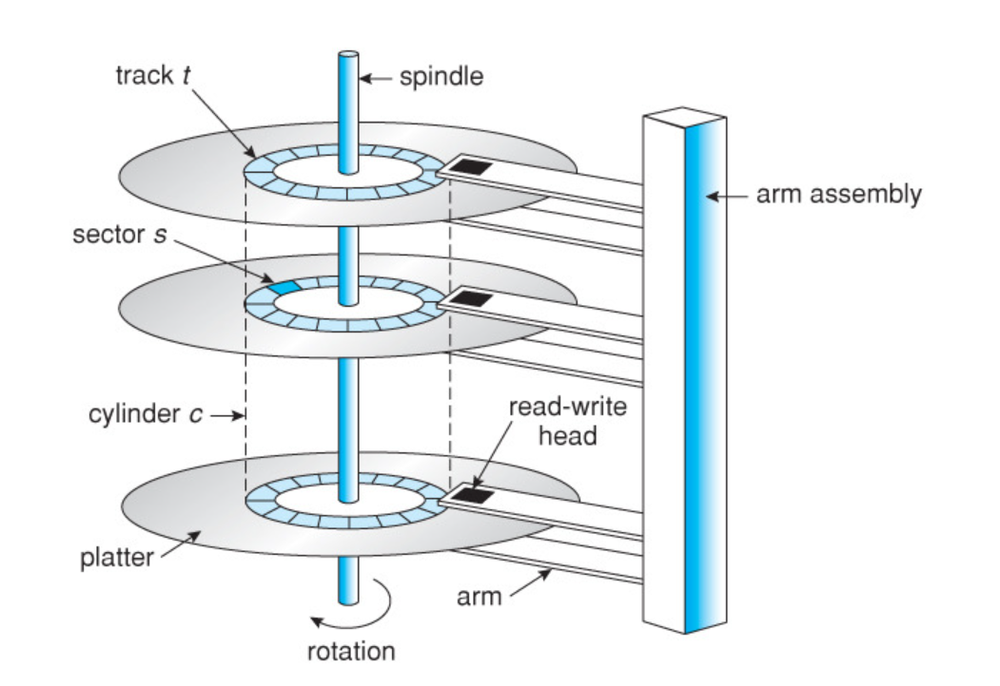 track t
spindle
arm assembly
sector s
cylinder c
read-write
head
platter
arm
rotation